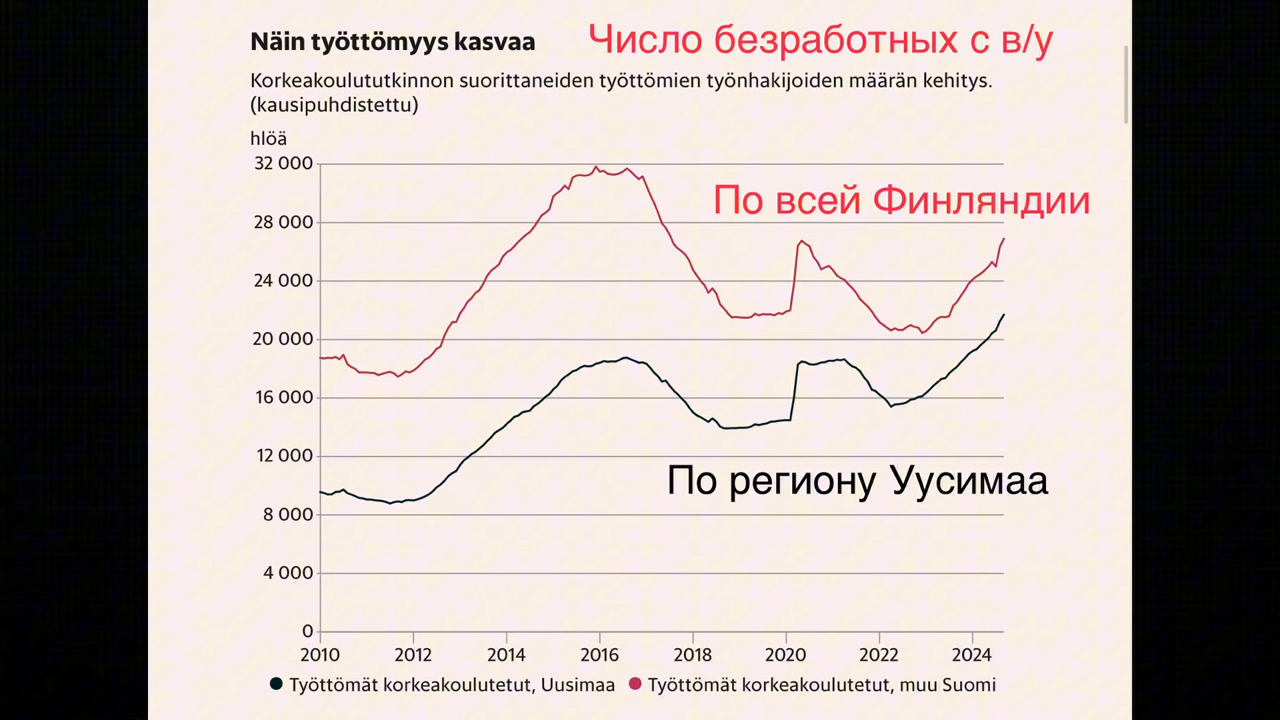 Näin työttömyys kasvaa
Число безработных с в/у
Korkeakoulututkinnon suorittaneiden työttömien työnhakijoiden määrän kehitys.
(kausipuhdistettu)
hlöä
32 000
По всей Финляндии
28 000
24 000
20 000
16 000
12 000
По региону Уусимаа
8 000
4 000
0
2010 2012 2014 2016 2018 2020 2022 2024
Työttömät korkeakoulutetut, Uusimaa Työttömät korkeakoulutetut, muu Suomi